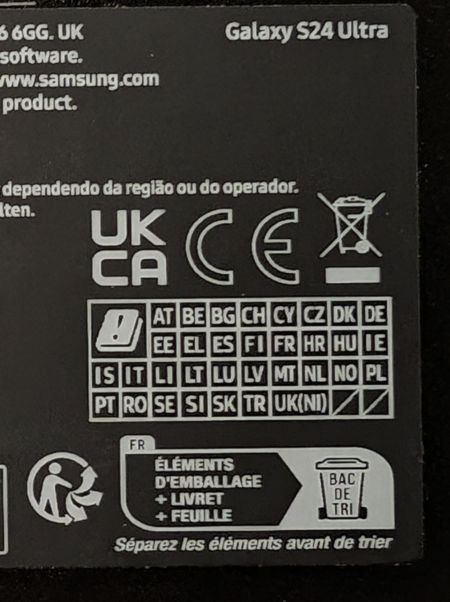 6 6GG. UK
Galaxy S24 Ultra
software.
www.samsung.com
product.
dependendo da região ou do operador.
lten.
UK
CA
CE
AT BE BG CH CY CZ DK DE
EE EL ES FI FR HR HU IE
IS IT LI LT LU LV MT NL NO PL
PT RO SE SI SK TR UK(NI)
FR
ÉLÉMENTS
D'EMBALLAGE
+ LIVRET
+ FEUILLE
BAC
DE
TRI
Séparez les éléments avant de trier